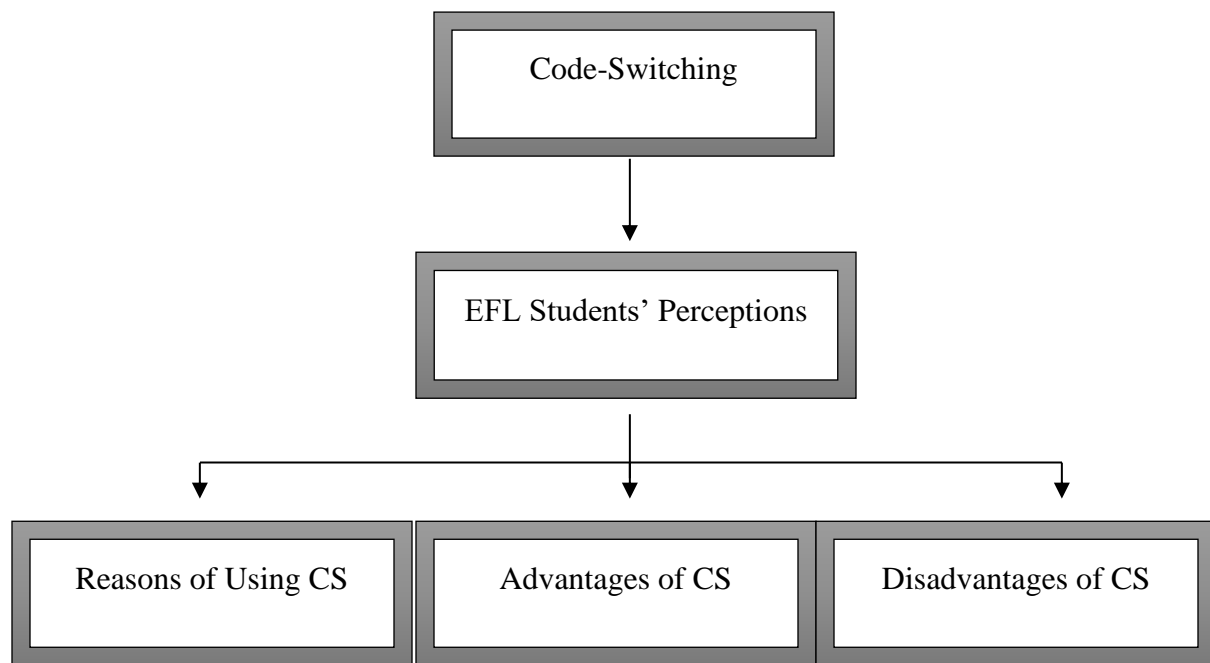 Code-Switching
EFL Students’ Perceptions
Reasons of Using CS
Advantages of CS
Disadvantages of CS